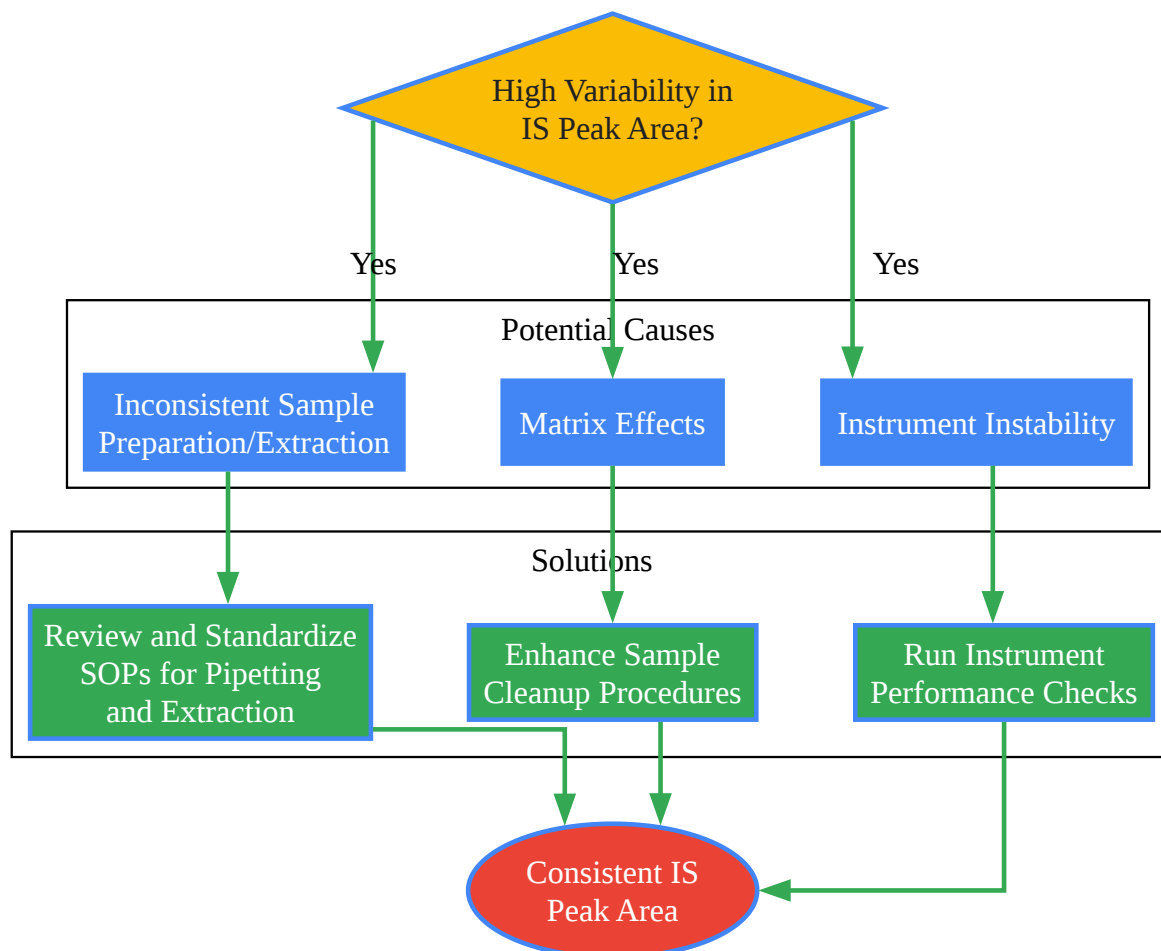 High Variability in
IS Peak Area?
Yes
Yes
Yes
Potential Causes
Inconsistent Sample
Preparation/Extraction
Matrix Effects
Instrument Instability
Solutions
Review and Standardize
SOPs for Pipetting
and Extraction
Enhance Sample
Cleanup Procedures
Run Instrument
Performance Checks
Consistent IS
Peak Area